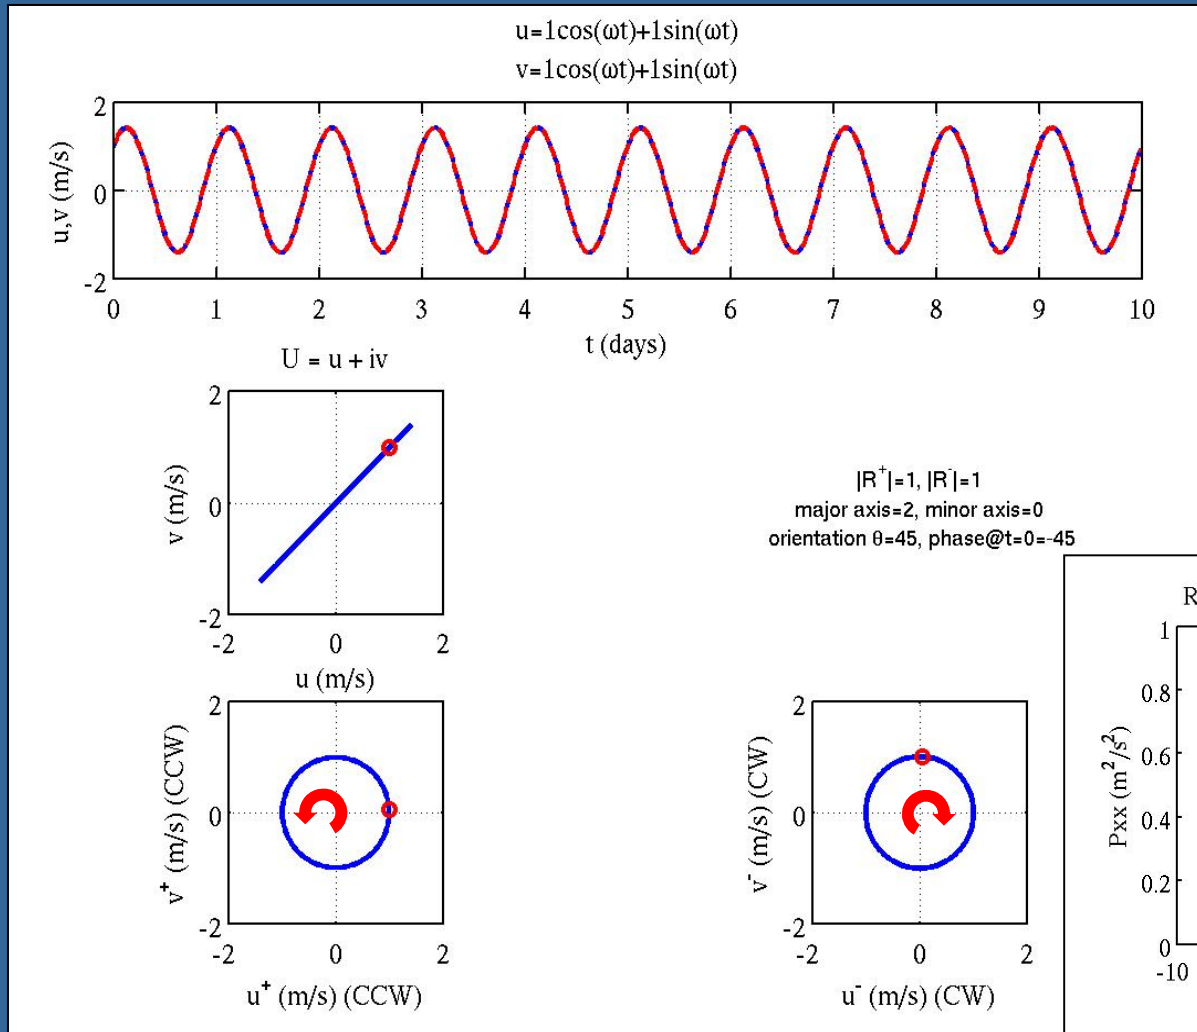 u=1cos(ωt)+1sin(ωt)
v=1cos(ωt)+1sin(ωt)
2
0
-2
u,v (m/s)
0 1 2 3 4 5 6 7 8 9 10
t (days)
U = u + iv
2
0
-2
v (m/s)
-2 0 2
u (m/s)
|R⁺|=1, |R⁻|=1
major axis=2, minor axis=0
orientation θ=45, phase@t=0=-45
2
0
-2
v⁺ (m/s) (CCW)
-2 0 2
u⁺ (m/s) (CCW)
2
0
-2
v⁻ (m/s) (CW)
-2 0 2
u⁻ (m/s) (CW)
R
1
0.8
0.6
0.4
0.2
0
Pxx (m²/s²)
-10